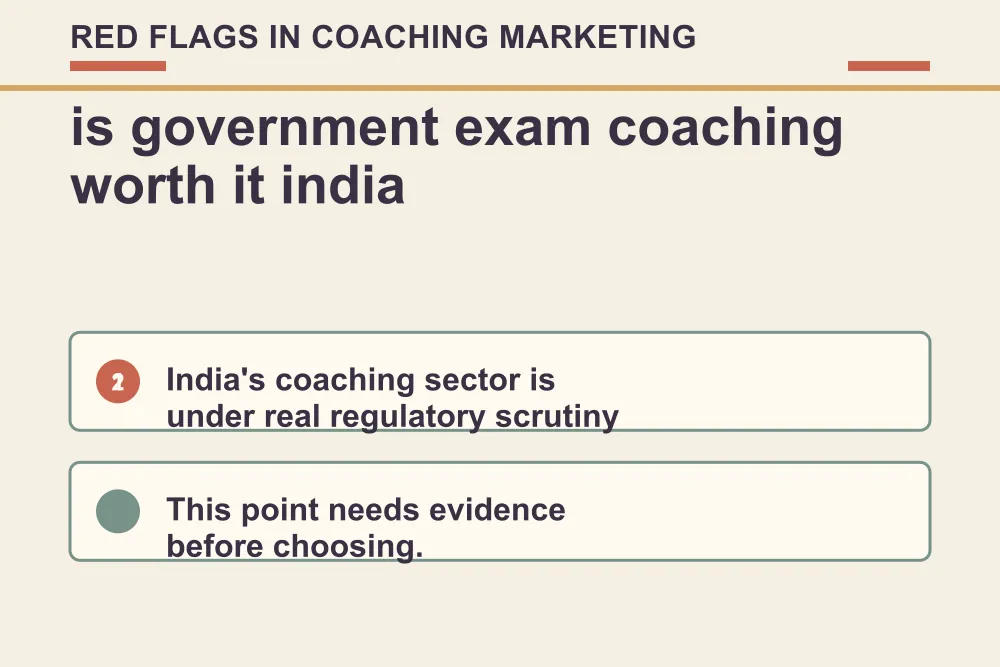 RED FLAGS IN COACHING MARKETING
is government exam coaching
worth it india
2
India's coaching sector is
under real regulatory scrutiny
This point needs evidence
before choosing.